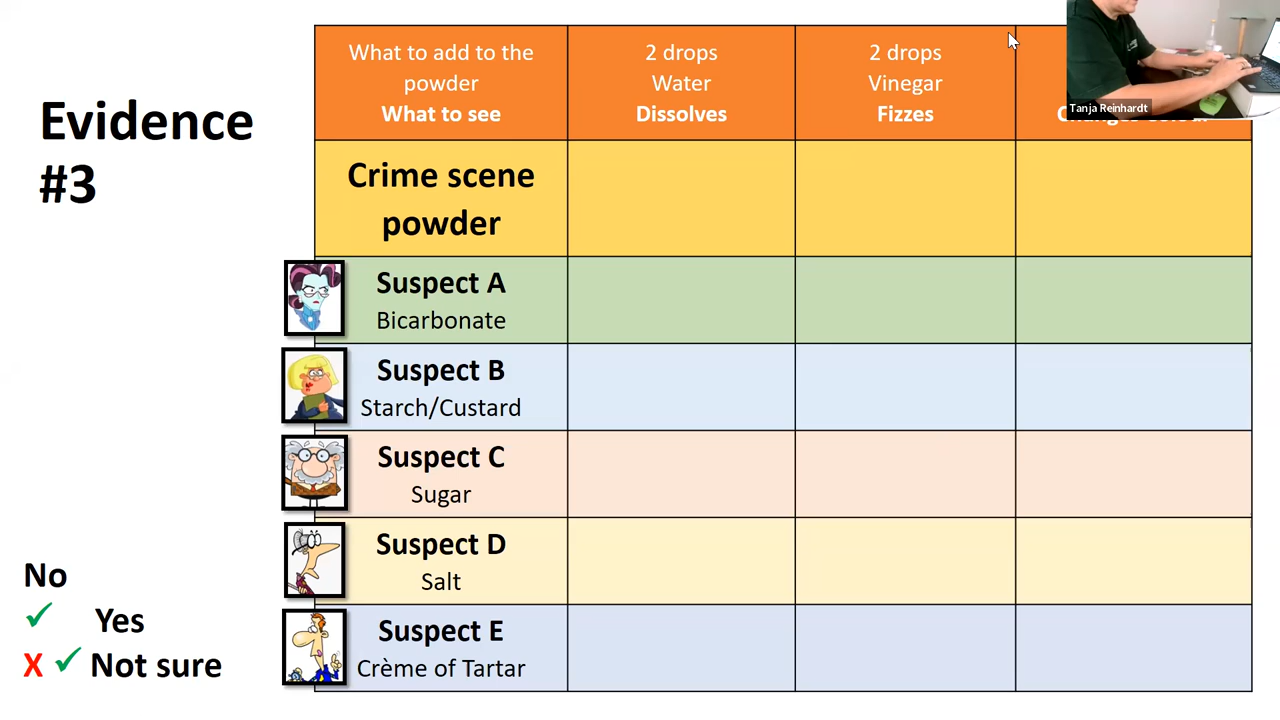 Evidence
#3
What to add to the
powder
What to see
2 drops
Water
Dissolves
2 drops
Vinegar
Fizzes
Tanja Reinhardt
Crime scene
powder
Suspect A
Bicarbonate
Suspect B
Starch/Custard
Suspect C
Sugar
Suspect D
Salt
Suspect E
Crème of Tartar
No
✓ Yes
X ✓ Not sure